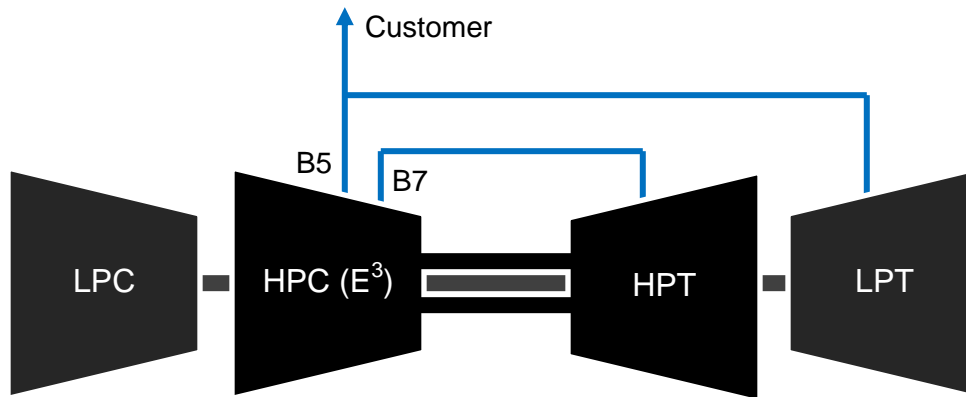 Customer
B5
B7
LPC
HPC (E³)
HPT
LPT